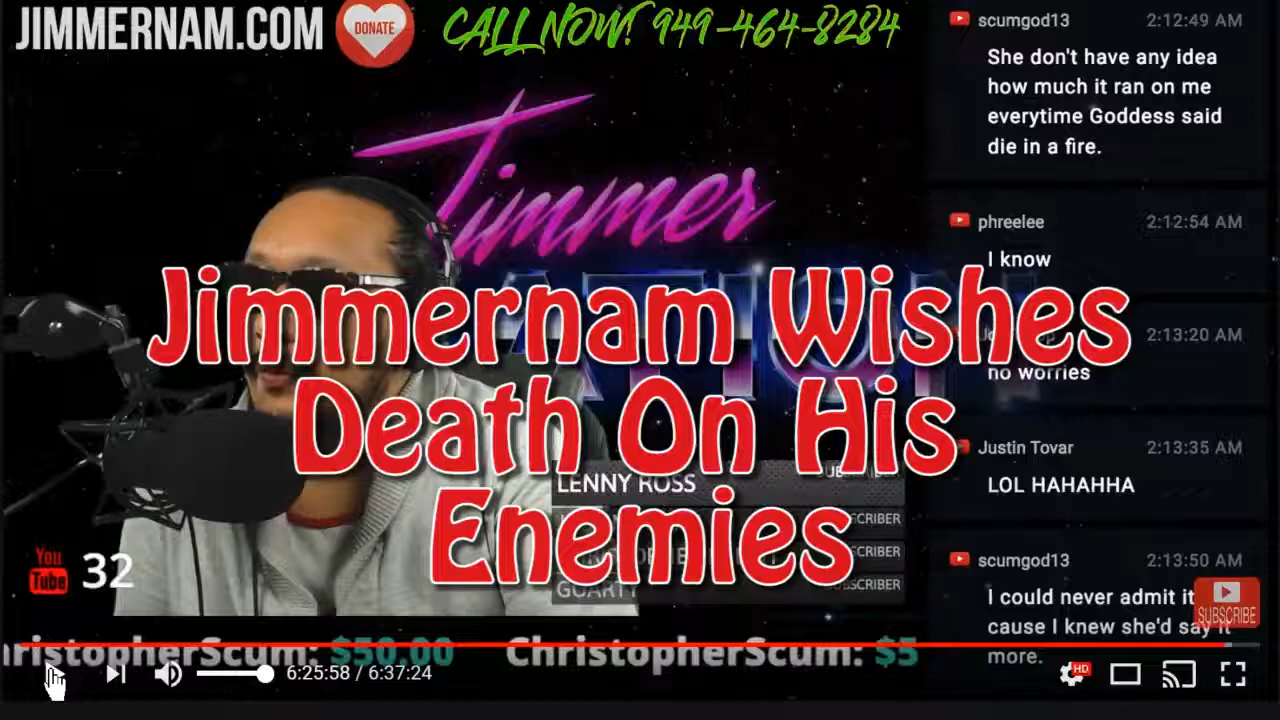 JIMMERNAM.COM
DONATE
CALL NOW! 949-464-8284
Jimmer
Jimmernam Wishes
Death On His
Enemies
LENNY ROSS
SUBSCRIBER
You
Tube
32
ChristopherScum: $50.00
ChristopherScum: $5
6:25:58 / 6:37:24
HD
scumgod13 2:12:49 AM
She don't have any idea
how much it ran on me
everytime Goddess said
die in a fire.
phreelee 2:12:54 AM
I know
2:13:20 AM
no worries
Justin Tovar 2:13:35 AM
LOL HAHAHHA
scumgod13 2:13:50 AM
I could never admit it
cause I knew she'd say it
more.
SUBSCRIBE